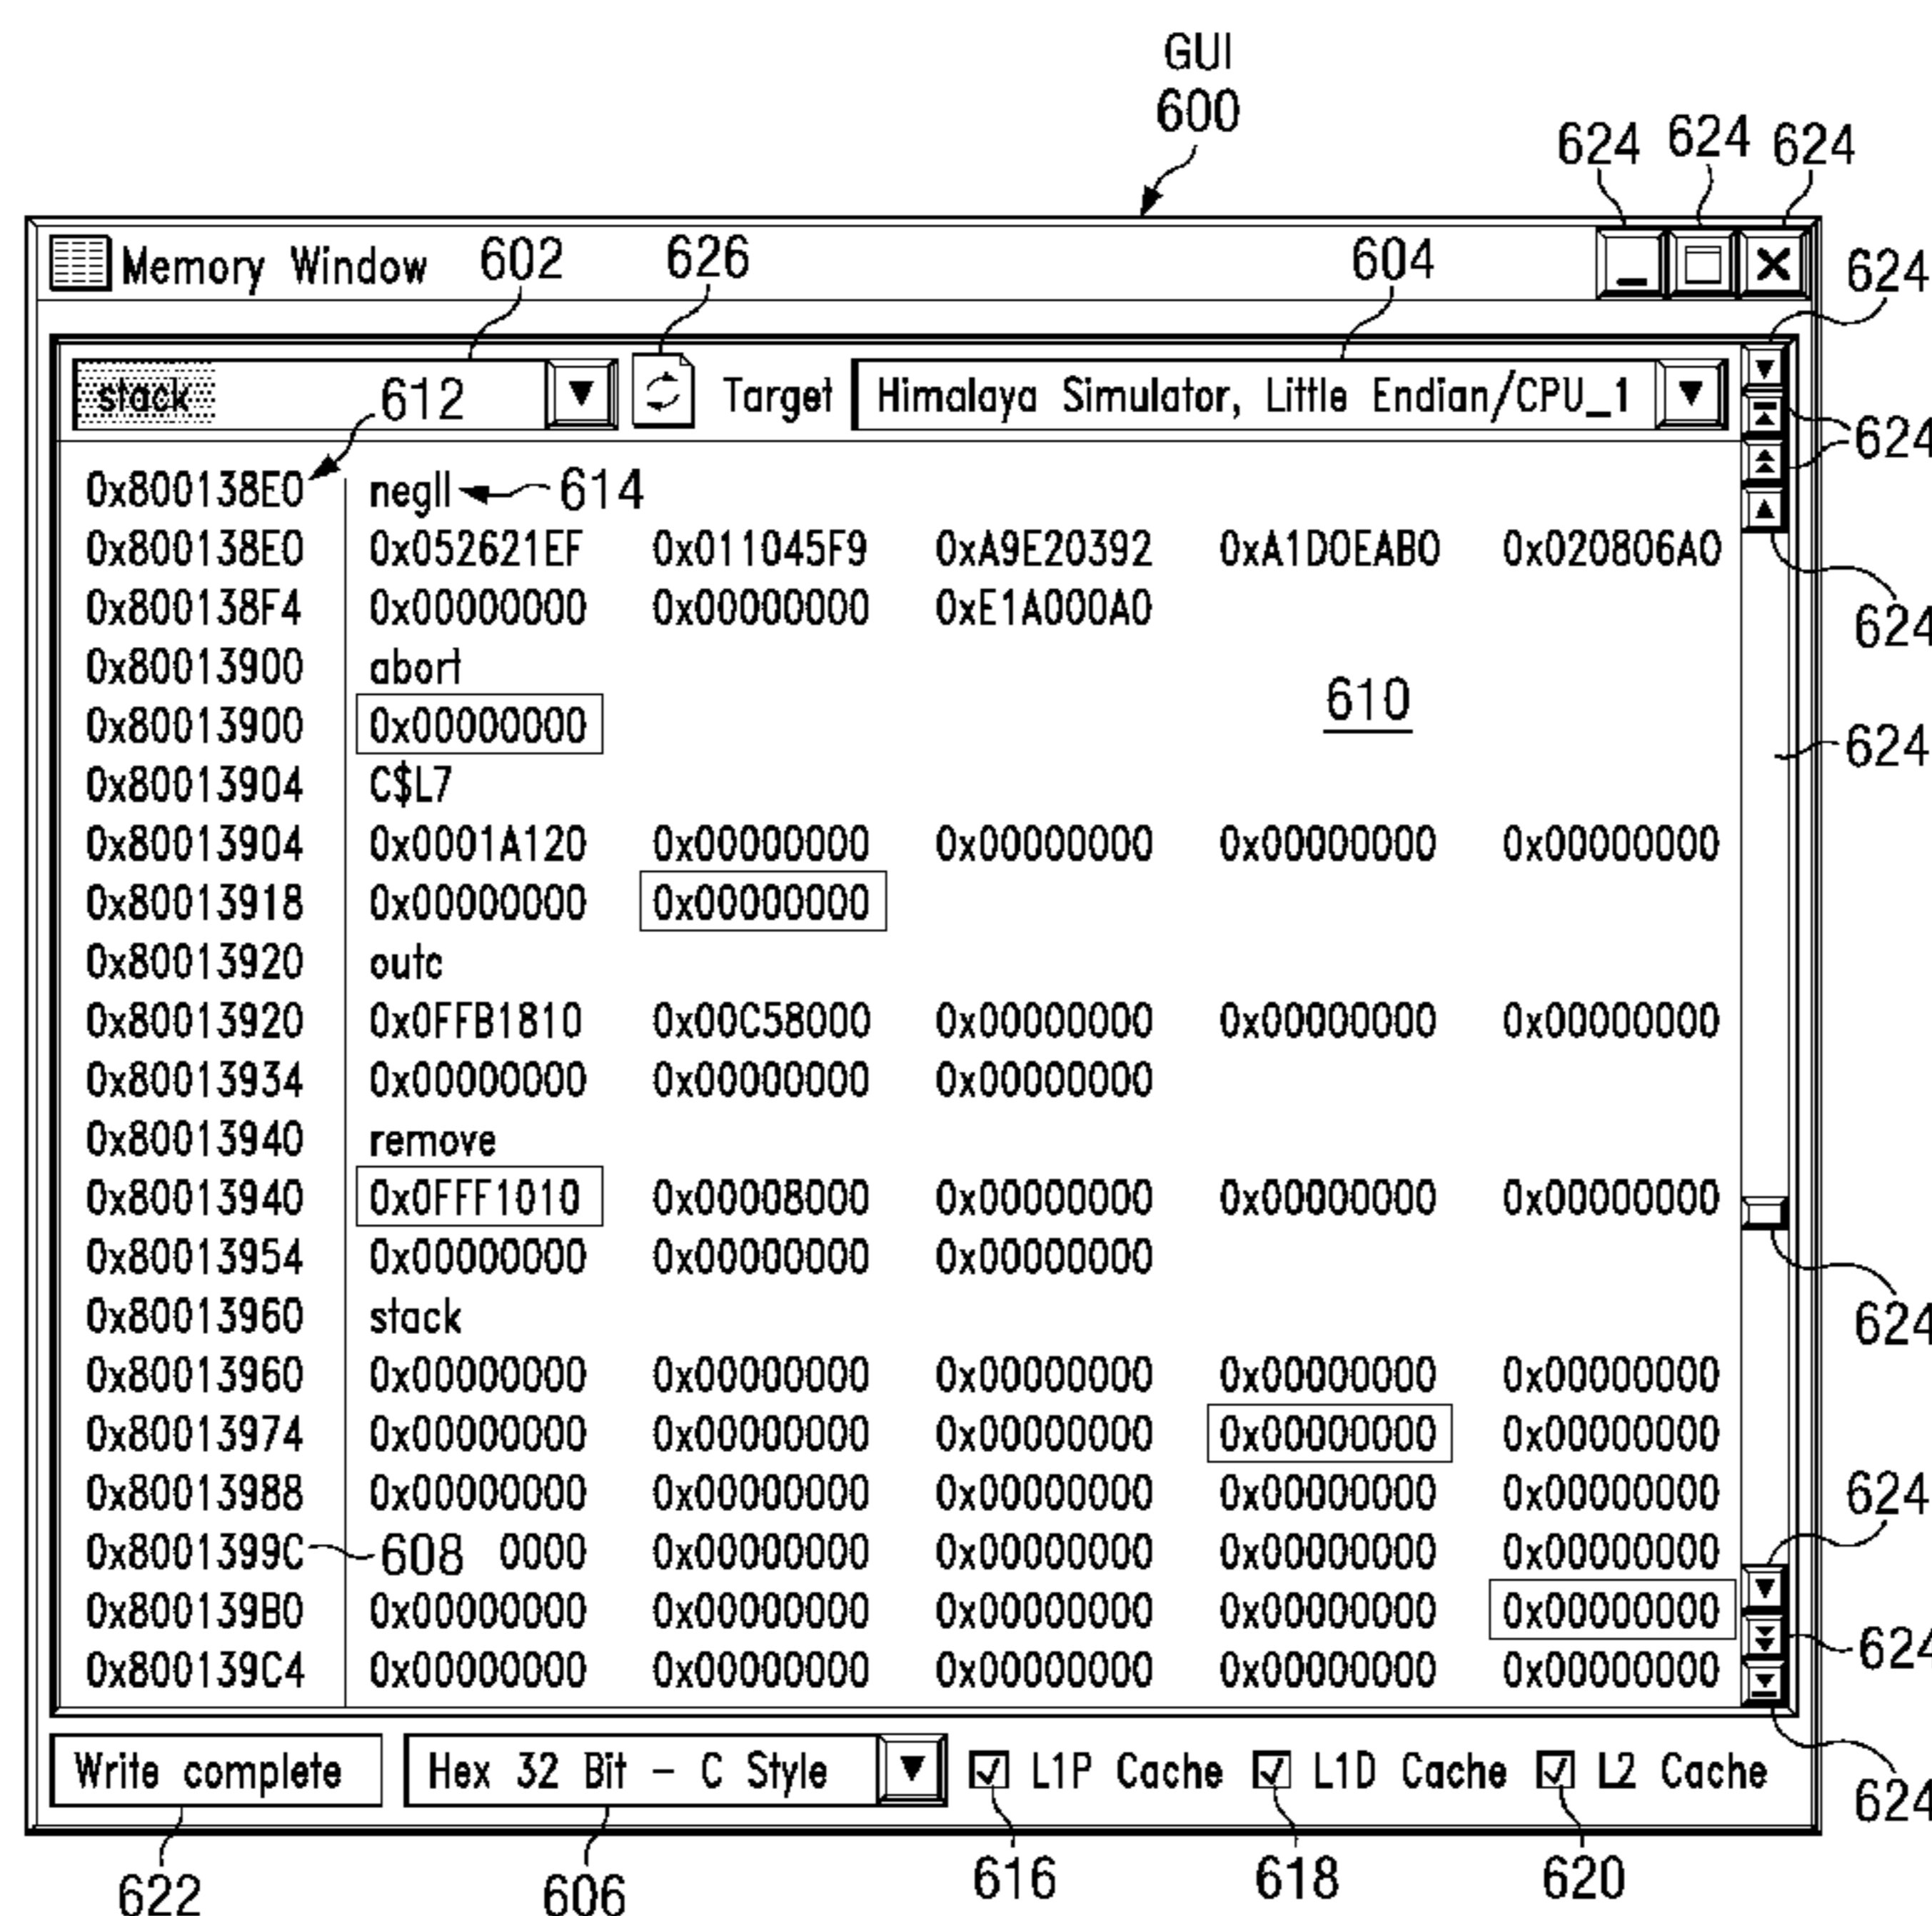 GUI
600
624 624 624
Memory Window 602 626 604 624
stack 612 Target Himalaya Simulator, Little Endian/CPU_1
624
0x800138E0 negll 614
0x800138E0 0x052621EF 0x011045F9 0xA9E20392 0xA1D0EAB0 0x020806A0
0x800138F4 0x00000000 0x00000000 0xE1A000A0 624
0x80013900 abort
610
0x80013900 0x00000000 624
0x80013904 C$L7
0x80013904 0x0001A120 0x00000000 0x00000000 0x00000000 0x00000000
0x80013918 0x00000000 0x00000000
0x80013920 outc
0x80013920 0x0FFB1810 0x00C58000 0x00000000 0x00000000 0x00000000
0x80013934 0x00000000 0x00000000 0x00000000
0x80013940 remove
0x80013940 0x0FFF1010 0x00008000 0x00000000 0x00000000 0x00000000
0x80013954 0x00000000 0x00000000 0x00000000
0x80013960 stack 624
0x80013960 0x00000000 0x00000000 0x00000000 0x00000000 0x00000000
0x80013974 0x00000000 0x00000000 0x00000000 0x00000000 0x00000000
0x80013988 0x00000000 0x00000000 0x00000000 0x00000000 0x00000000 624
0x8001399C 608 0000 0x00000000 0x00000000 0x00000000 0x00000000
0x800139B0 0x00000000 0x00000000 0x00000000 0x00000000 0x00000000
624
0x800139C4 0x00000000 0x00000000 0x00000000 0x00000000 0x00000000
Write complete Hex 32 Bit - C Style L1P Cache L1D Cache L2 Cache
624
622 606 616 618 620